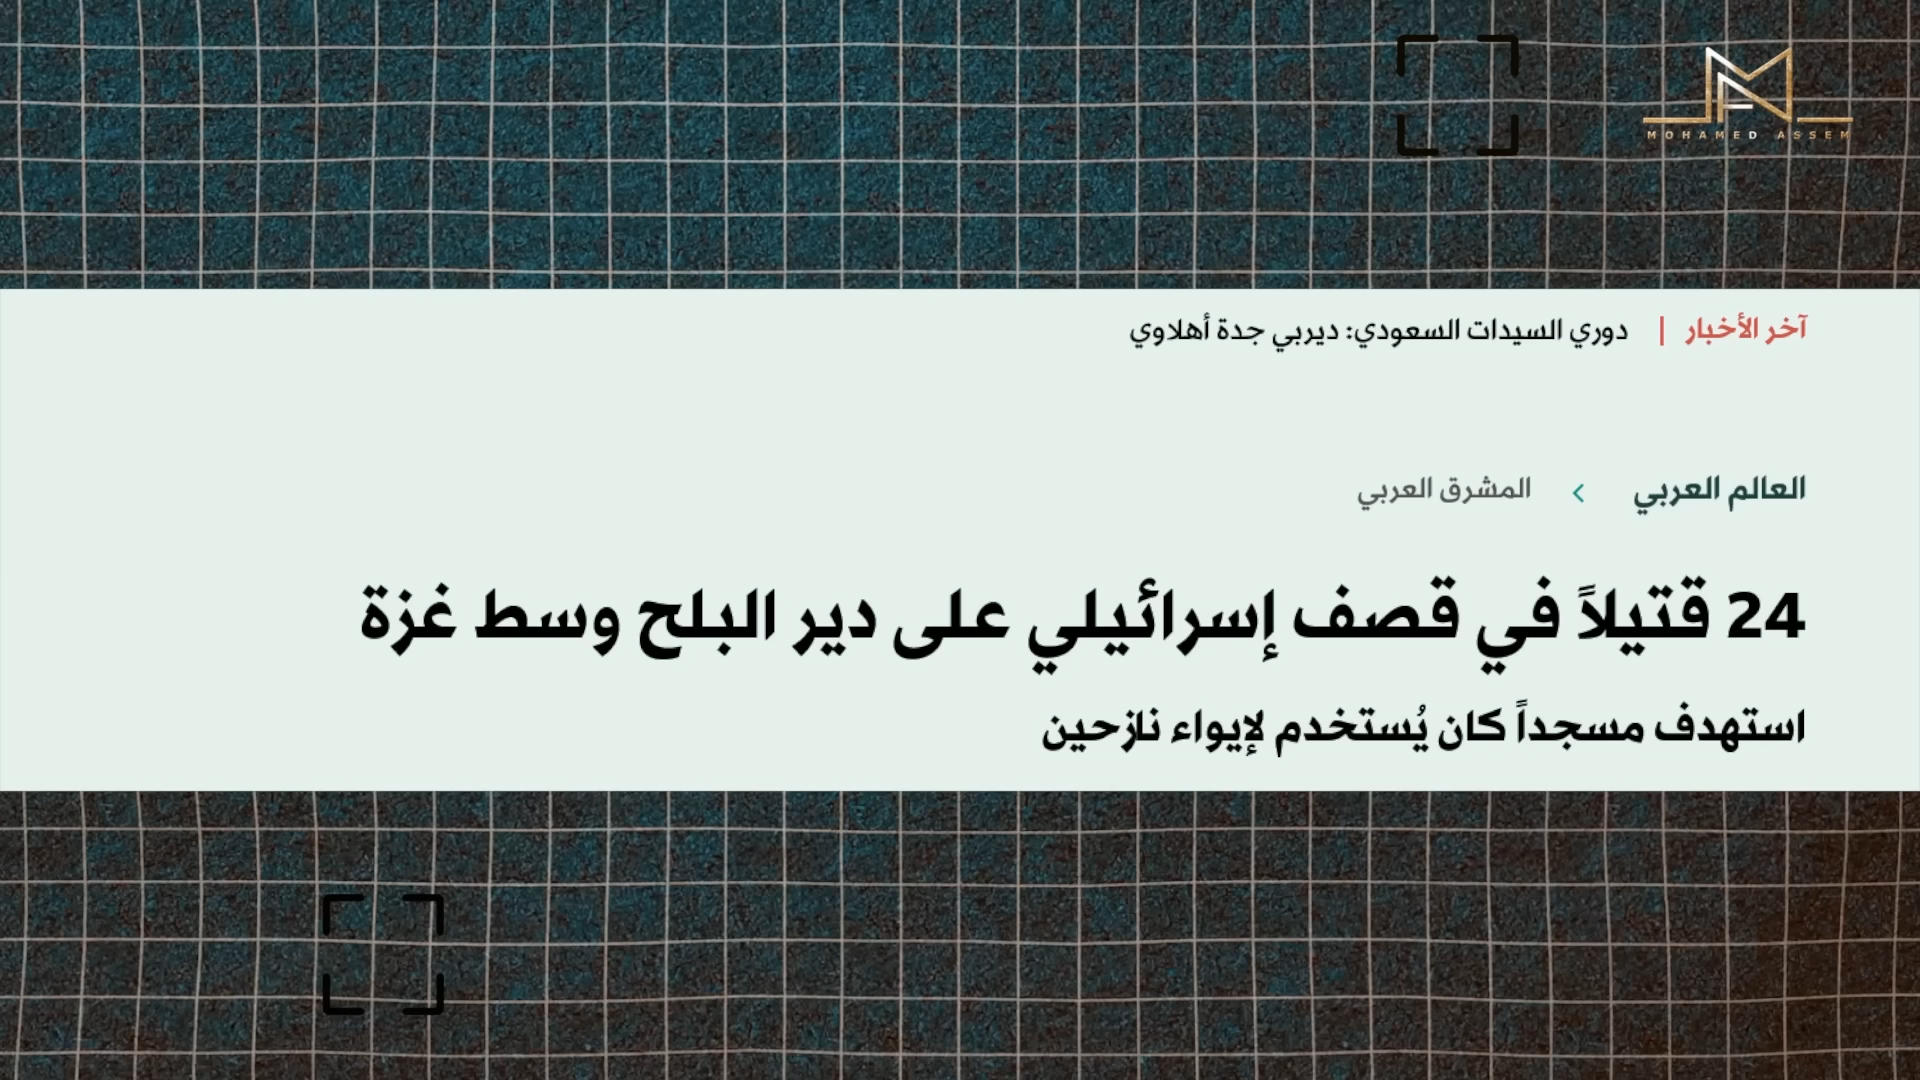 MOHAMED ASSEM
آخر الأخبار | دوري السيدات السعودي: ديربي جدة أهلاوي
العالم العربي › المشرق العربي
24 قتيلاً في قصف إسرائيلي على دير البلح وسط غزة
استهدف مسجداً كان يُستخدم لإيواء نازحين